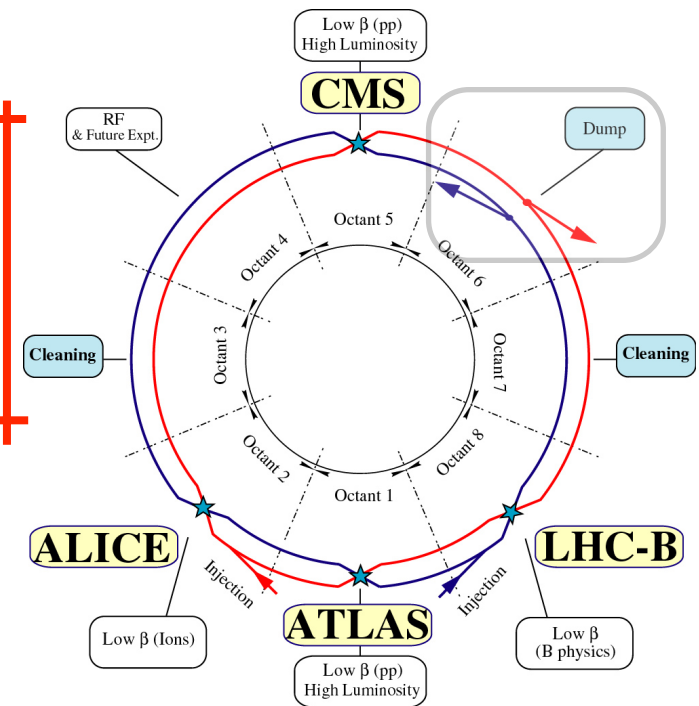 Low β (pp)
High Luminosity
CMS
RF
& Future Expt.
Dump
Octant 5
Octant 4
Octant 6
Octant 3
Octant 7
Cleaning
Cleaning
Octant 2
Octant 8
Octant 1
ALICE
LHC-B
Injection
Injection
ATLAS
Low β (Ions)
Low β
(B physics)
Low β (pp)
High Luminosity